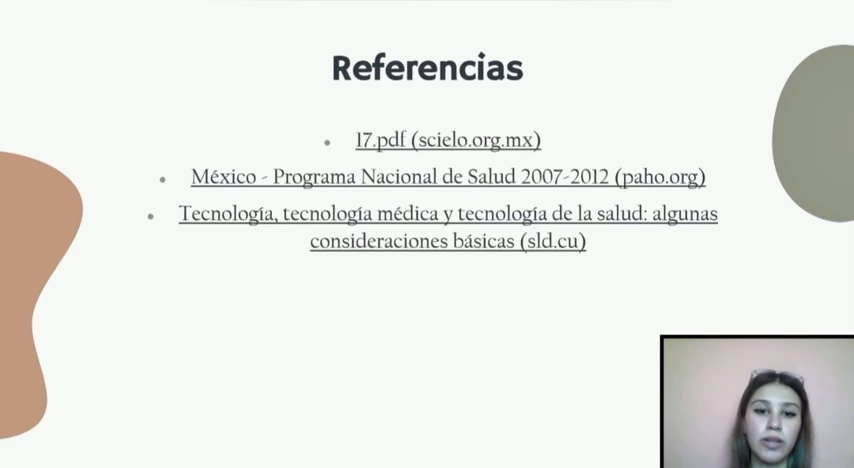 Referencias
17.pdf (scielo.org.mx)
México - Programa Nacional de Salud 2007-2012 (paho.org)
Tecnología, tecnología médica y tecnología de la salud: algunas
consideraciones básicas (sld.cu)